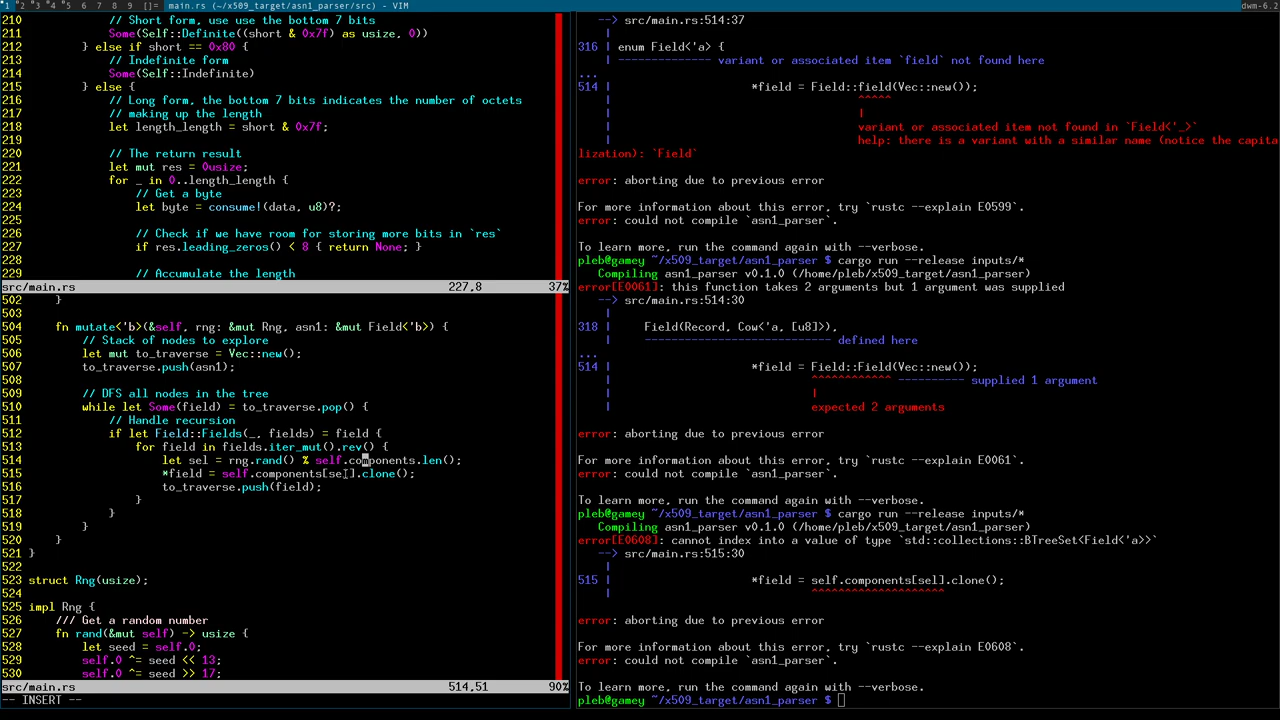 1 2 3 4 5 6 7 8 9 []= main.rs (~/x509_target/asn1_parser/src) - VIM
dwm-6.2
210             // Short form, use use the bottom 7 bits
211             Some(Self::Definite((short & 0x7f) as usize, 0))
212         } else if short == 0x80 {
213             // Indefinite form
214             Some(Self::Indefinite)
215         } else {
216             // Long form, the bottom 7 bits indicates the number of octets
217             // making up the length
218             let length_length = short & 0x7f;
219
220             // The return result
221             let mut res = 0usize;
222             for _ in 0..length_length {
223                 // Get a byte
224                 let byte = consume!(data, u8)?;
225
226                 // Check if we have room for storing more bits in `res`
227                 if res.leading_zeros() < 8 { return None; }
228
229                 // Accumulate the length
src/main.rs 227,8 37%
502     }
503
504     fn mutate<'b>(&self, rng: &mut Rng, asn1: &mut Field<'b>) {
505         // Stack of nodes to explore
506         let mut to_traverse = Vec::new();
507         to_traverse.push(asn1);
508
509         // DFS all nodes in the tree
510         while let Some(field) = to_traverse.pop() {
511             // Handle recursion
512             if let Field::Fields(_, fields) = field {
513                 for field in fields.iter_mut().rev() {
514                     let sel = rng.rand() % self.components.len();
515                     *field = self.components[sel].clone();
516                     to_traverse.push(field);
517                 }
518             }
519         }
520     }
521 }
522
523 struct Rng(usize);
524
525 impl Rng {
526     /// Get a random number
527     fn rand(&mut self) -> usize {
528         let seed = self.0;
529         self.0 ^= seed << 13;
530         self.0 ^= seed >> 17;
src/main.rs 514,51 90%
-- INSERT --
   --> src/main.rs:514:37
    |
316 | enum Field<'a> {
    | -------------- variant or associated item `field` not found here
...
514 |                     *field = Field::field(Vec::new());
    |                                     ^^^^^
    |                                     |
    |                                     variant or associated item not found in `Field<'_>`
    |                                     help: there is a variant with a similar name (notice the capita
lization): `Field`

error: aborting due to previous error

For more information about this error, try `rustc --explain E0599`.
error: could not compile `asn1_parser`.

To learn more, run the command again with --verbose.
pleb@gamey ~/x509_target/asn1_parser $ cargo run --release inputs/*
   Compiling asn1_parser v0.1.0 (/home/pleb/x509_target/asn1_parser)
error[E0061]: this function takes 2 arguments but 1 argument was supplied
   --> src/main.rs:514:30
    |
318 |     Field(Record, Cow<'a, [u8]>),
    |     --------------------------- defined here
...
514 |                     *field = Field::Field(Vec::new());
    |                              ^^^^^^^^^^^^ ---------- supplied 1 argument
    |                              |
    |                              expected 2 arguments

error: aborting due to previous error

For more information about this error, try `rustc --explain E0061`.
error: could not compile `asn1_parser`.

To learn more, run the command again with --verbose.
pleb@gamey ~/x509_target/asn1_parser $ cargo run --release inputs/*
   Compiling asn1_parser v0.1.0 (/home/pleb/x509_target/asn1_parser)
error[E0608]: cannot index into a value of type `std::collections::BTreeSet<Field<'a>>`
   --> src/main.rs:515:30
    |
515 |                     *field = self.components[sel].clone();
    |                              ^^^^^^^^^^^^^^^^^^^^

error: aborting due to previous error

For more information about this error, try `rustc --explain E0608`.
error: could not compile `asn1_parser`.

To learn more, run the command again with --verbose.
pleb@gamey ~/x509_target/asn1_parser $